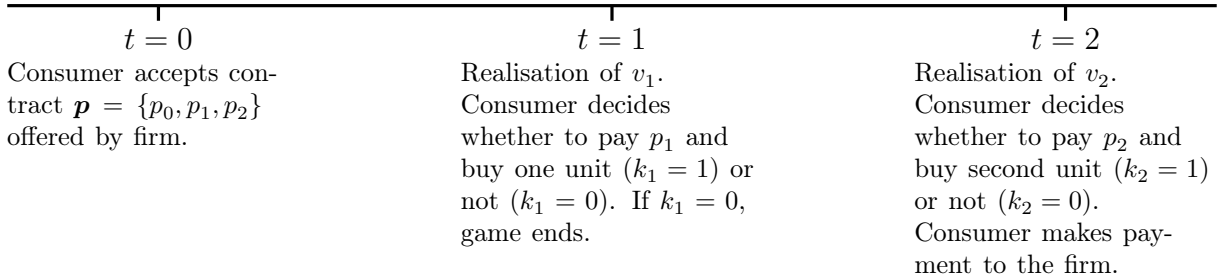 t = 0
Consumer accepts con-
tract p = {p₀, p₁, p₂}
offered by firm.
t = 1
Realisation of v₁.
Consumer decides
whether to pay p₁ and
buy one unit (k₁ = 1) or
not (k₁ = 0). If k₁ = 0,
game ends.
t = 2
Realisation of v₂.
Consumer decides
whether to pay p₂ and
buy second unit (k₂ = 1)
or not (k₂ = 0).
Consumer makes pay-
ment to the firm.